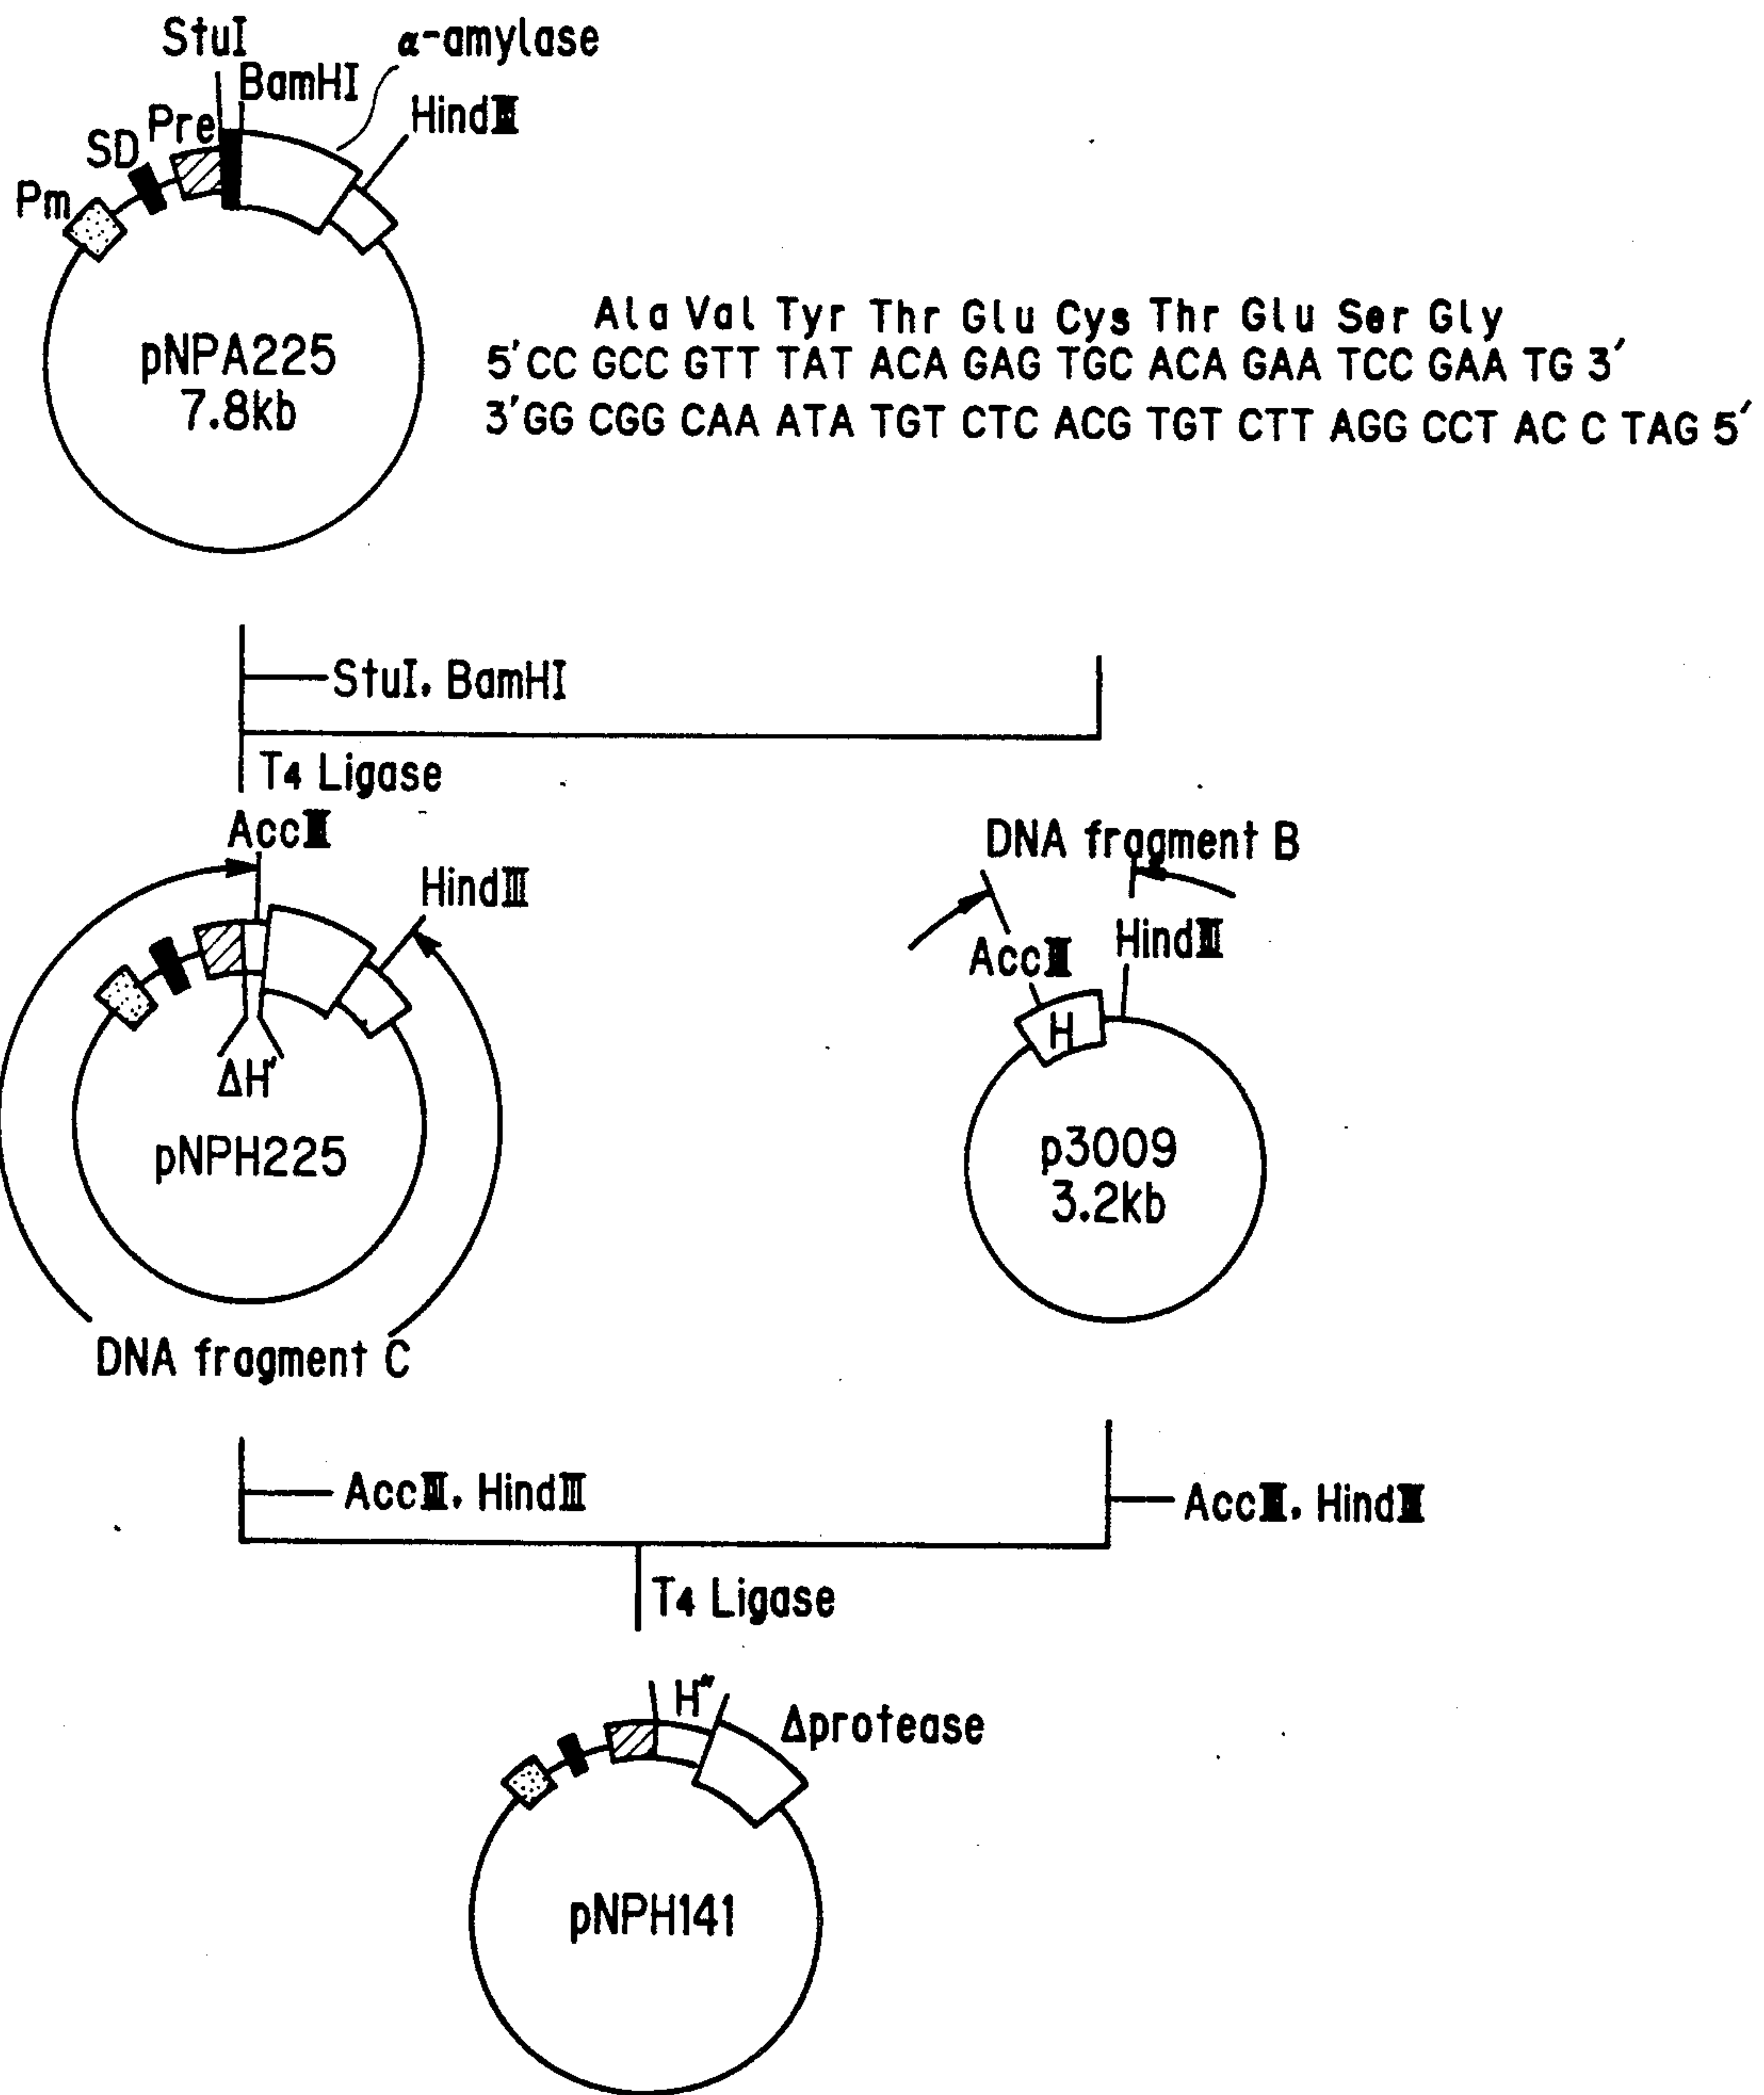 StuI
α-amylase
BamHI
HindIII
Pre
SD
Pm
pNPA225
7.8kb
Ala Val Tyr Thr Glu Cys Thr Glu Ser Gly
5´CC GCC GTT TAT ACA GAG TGC ACA GAA TCC GAA TG 3´
3´GG CGG CAA ATA TGT CTC ACG TGT CTT AGG CCT AC C TAG 5´
StuI, BamHI
T4 Ligase
AccIII
HindIII
DNA fragment B
AccIII
HindIII
H
ΔH´
pNPH225
p3009
3.2kb
DNA fragment C
AccIII, HindIII
AccIII, HindIII
T4 Ligase
H″
Δprotease
pNPH141